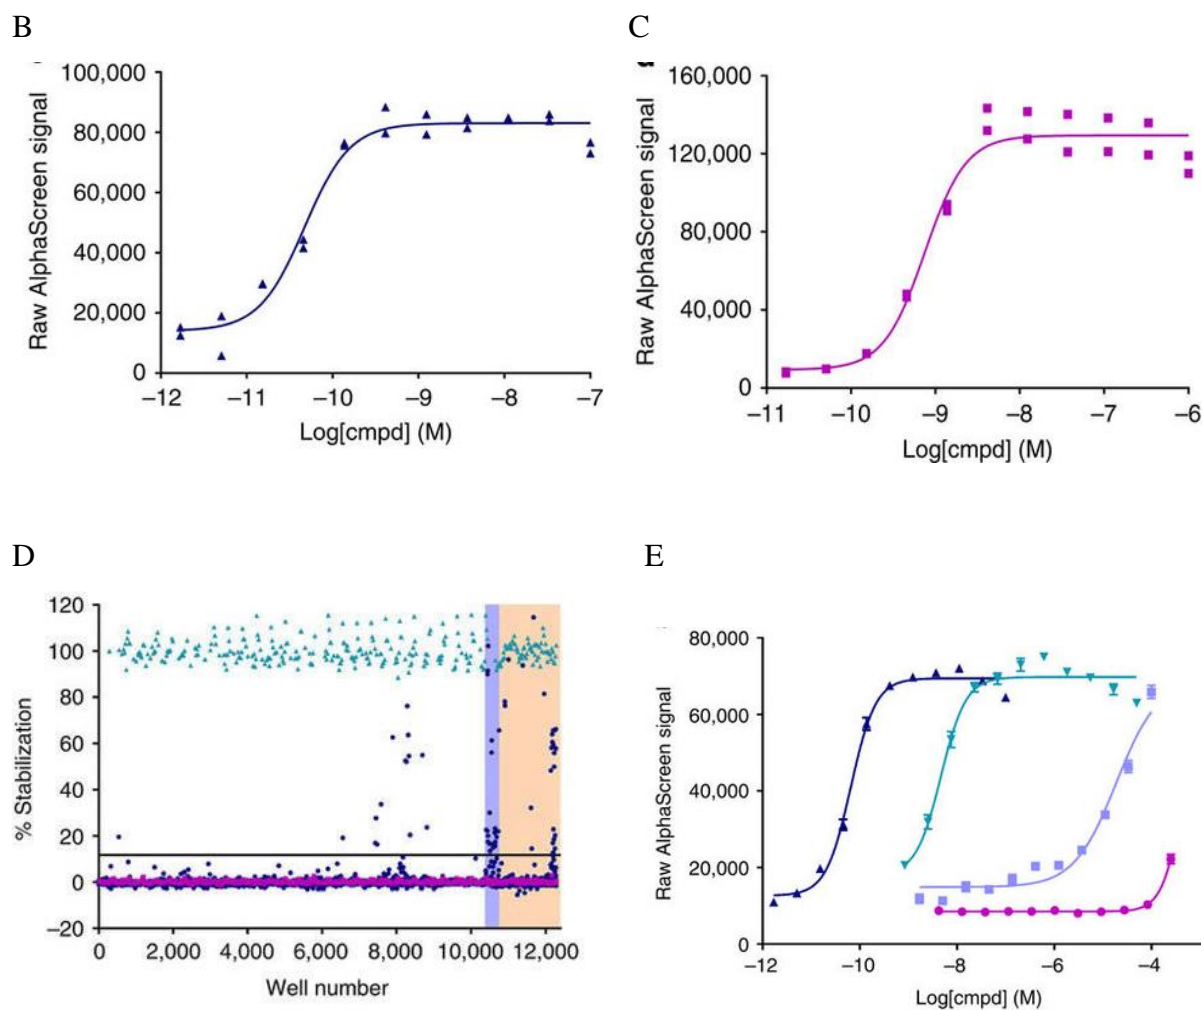 B
100,000
80,000
60,000
40,000
20,000
0
Raw AlphaScreen signal
–12 –11 –10 –9 –8 –7
Log[cmpd] (M)
C
160,000
120,000
80,000
40,000
0
Raw AlphaScreen signal
–11 –10 –9 –8 –7 –6
Log[cmpd] (M)
D
120
100
80
60
40
20
0
–20
% Stabilization
0 2,000 4,000 6,000 8,000 10,000 12,000
Well number
E
80,000
60,000
40,000
20,000
0
Raw AlphaScreen signal
–12 –10 –8 –6 –4
Log[cmpd] (M)